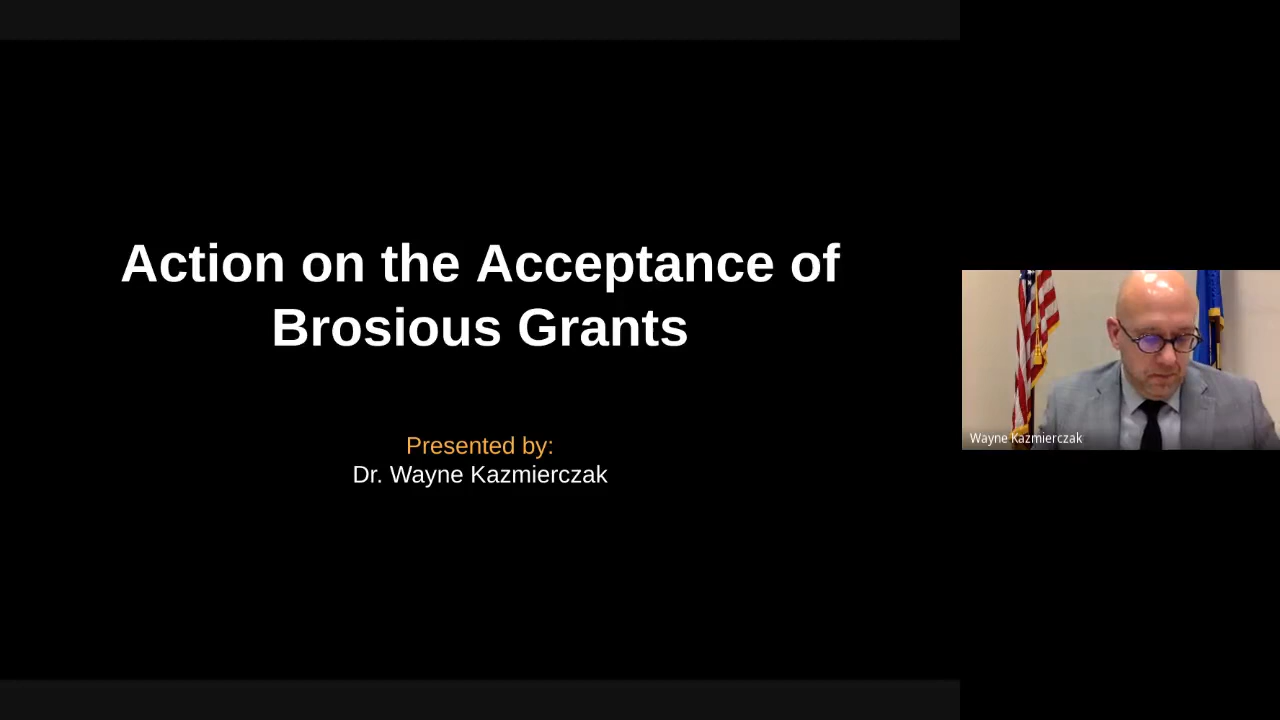 Action on the Acceptance of
Brosious Grants
Presented by:
Dr. Wayne Kazmierczak
Wayne Kazmierczak